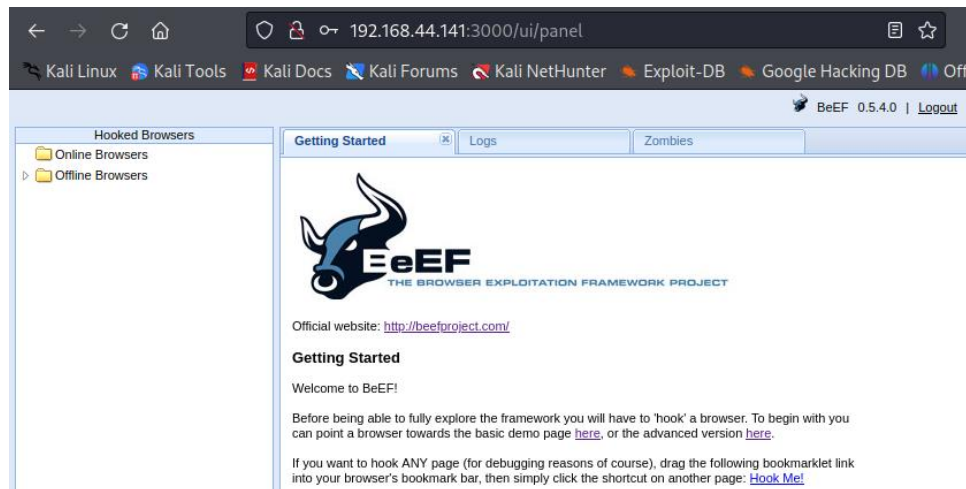 192.168.44.141:3000/ui/panel
Kali Linux Kali Tools Kali Docs Kali Forums Kali NetHunter Exploit-DB Google Hacking DB Off
BeEF 0.5.4.0 | Logout
Hooked Browsers
Online Browsers
Offline Browsers
Getting Started Logs Zombies
BeEF
THE BROWSER EXPLOITATION FRAMEWORK PROJECT
Official website: http://beefproject.com/
Getting Started
Welcome to BeEF!
Before being able to fully explore the framework you will have to 'hook' a browser. To begin with you
can point a browser towards the basic demo page here, or the advanced version here.
If you want to hook ANY page (for debugging reasons of course), drag the following bookmarklet link
into your browser's bookmark bar, then simply click the shortcut on another page: Hook Me!